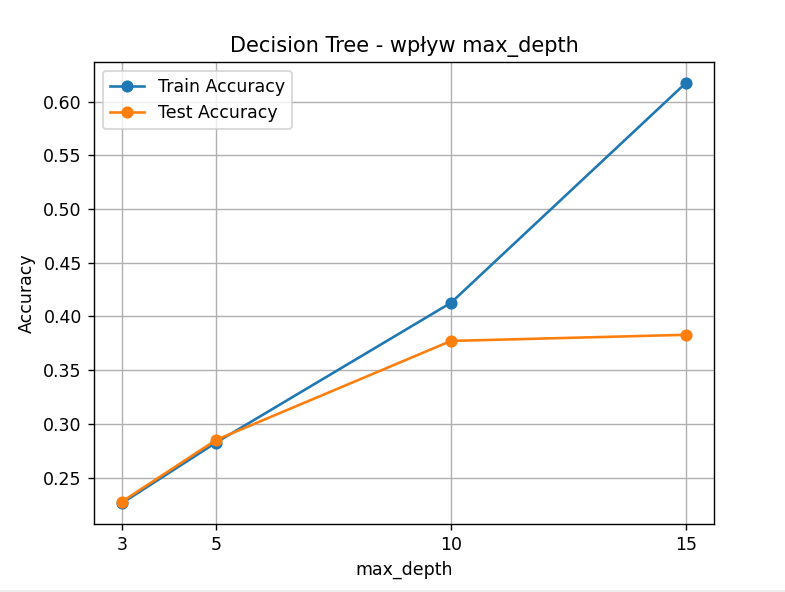 Decision Tree - wpływ max_depth
Train Accuracy
Test Accuracy
0.60
0.55
0.50
0.45
0.40
0.35
0.30
0.25
Accuracy
3 5 10 15
max_depth